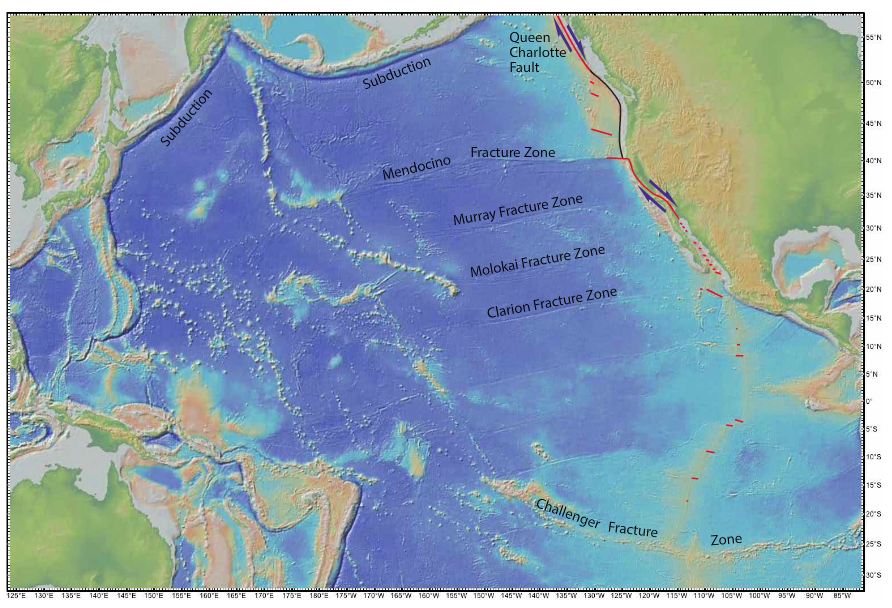 Queen
Charlotte
Fault
Subduction
Subduction
Mendocino Fracture Zone
Murray Fracture Zone
Molokai Fracture Zone
Clarion Fracture Zone
Challenger Fracture Zone
55°N
50°N
45°N
40°N
35°N
30°N
25°N
20°N
15°N
10°N
5°N
0°
5°S
10°S
15°S
20°S
25°S
30°S
125°E 130°E 135°E 140°E 145°E 150°E 155°E 160°E 165°E 170°E 175°E 180°E 175°W 170°W 165°W 160°W 155°W 150°W 145°W 140°W 135°W 130°W 125°W 120°W 115°W 110°W 105°W 100°W 95°W 90°W 85°W